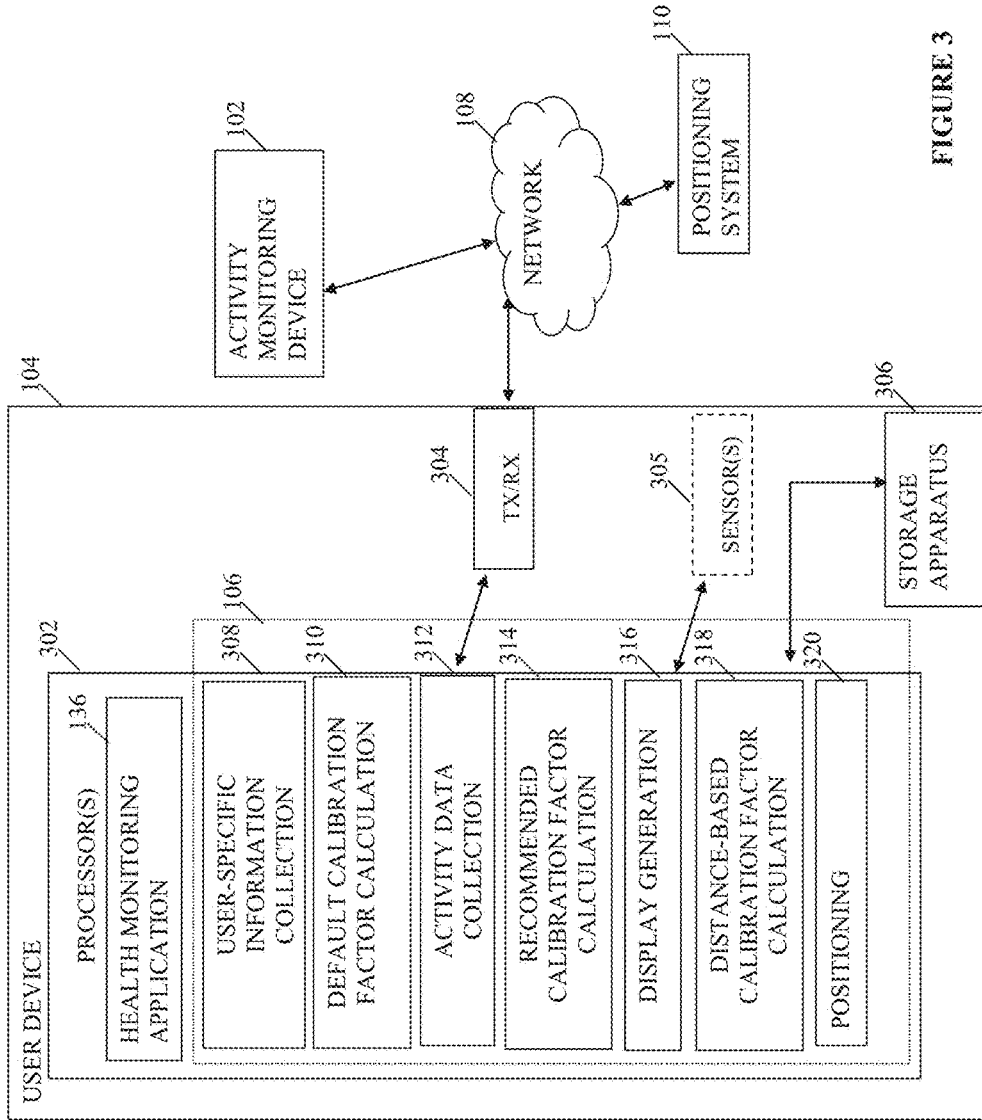 USER DEVICE
104
PROCESSOR(S)
302
136
HEALTH MONITORING
APPLICATION
106
308
USER-SPECIFIC
INFORMATION
COLLECTION
310
DEFAULT CALIBRATION
FACTOR CALCULATION
312
ACTIVITY DATA
COLLECTION
314
RECOMMENDED
CALIBRATION FACTOR
CALCULATION
316
DISPLAY GENERATION
318
DISTANCE-BASED
CALIBRATION FACTOR
CALCULATION
320
POSITIONING
304
TX/RX
305
SENSOR(S)
306
STORAGE
APPARATUS
102
ACTIVITY
MONITORING
DEVICE
108
NETWORK
110
POSITIONING
SYSTEM
FIGURE 3